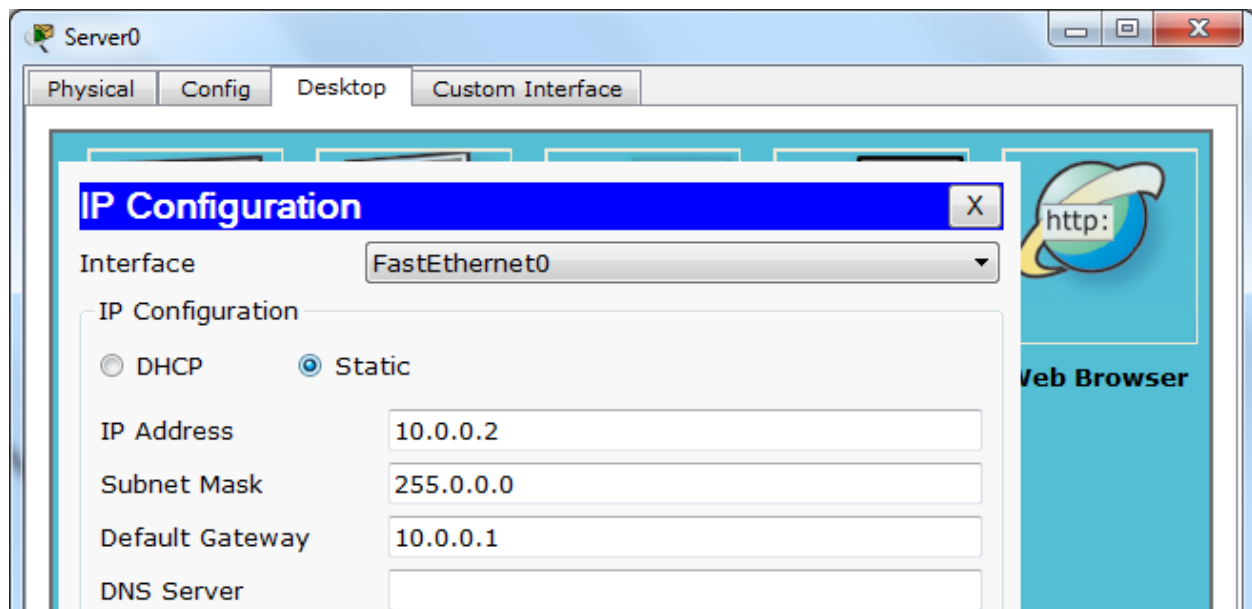 Server0
Physical Config Desktop Custom Interface
IP Configuration X
http:
Interface FastEthernet0
IP Configuration
DHCP Static
Web Browser
IP Address 10.0.0.2
Subnet Mask 255.0.0.0
Default Gateway 10.0.0.1
DNS Server